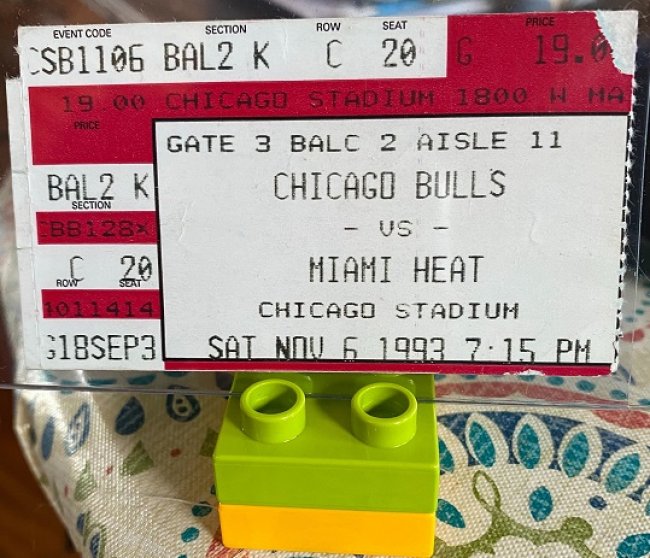 EVENT CODE SECTION ROW SEAT PRICE
CSB1106 BAL2 K C 20 G 19.0
19 00 CHICAGO STADIUM 1800 W MA
PRICE
GATE 3 BALC 2 AISLE 11
BAL2 K
SECTION
CHICAGO BULLS
BB128X
- VS -
C 20
ROW SEAT
MIAMI HEAT
1011414
CHICAGO STADIUM
18SEP3
SAT NOV 6 1993 7:15 PM